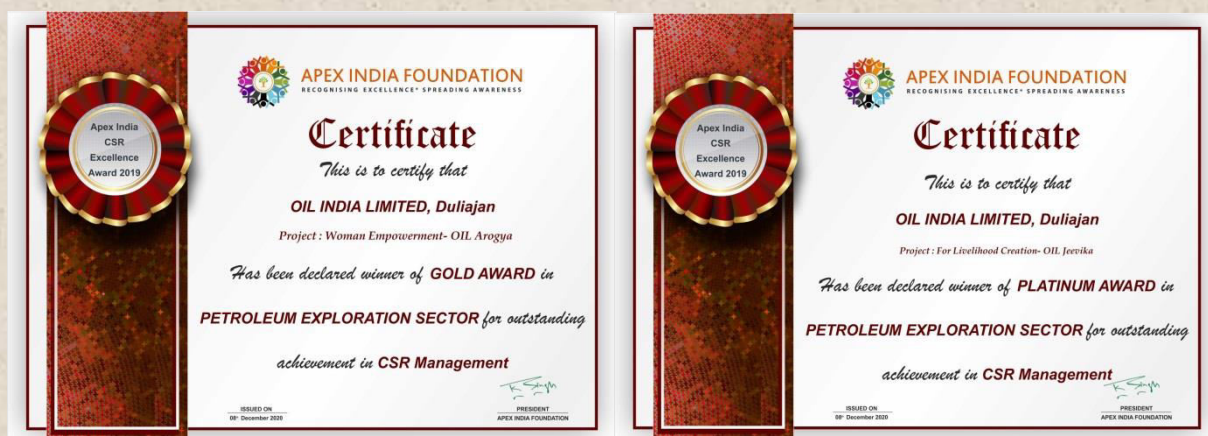 Apex India
CSR
Excellence
Award 2019
APEX INDIA FOUNDATION
RECOGNISING EXCELLENCE* SPREADING AWARENESS
Certificate
This is to certify that
OIL INDIA LIMITED, Duliajan
Project : Woman Empowerment- OIL Arogya
Has been declared winner of GOLD AWARD in
PETROLEUM EXPLORATION SECTOR for outstanding
achievement in CSR Management
K Singh
ISSUED ON
08th December 2020
PRESIDENT
APEX INDIA FOUNDATION
Apex India
CSR
Excellence
Award 2019
APEX INDIA FOUNDATION
RECOGNISING EXCELLENCE* SPREADING AWARENESS
Certificate
This is to certify that
OIL INDIA LIMITED, Duliajan
Project : For Livelihood Creation- OIL Jeevika
Has been declared winner of PLATINUM AWARD in
PETROLEUM EXPLORATION SECTOR for outstanding
achievement in CSR Management
K Singh
ISSUED ON
08th December 2020
PRESIDENT
APEX INDIA FOUNDATION